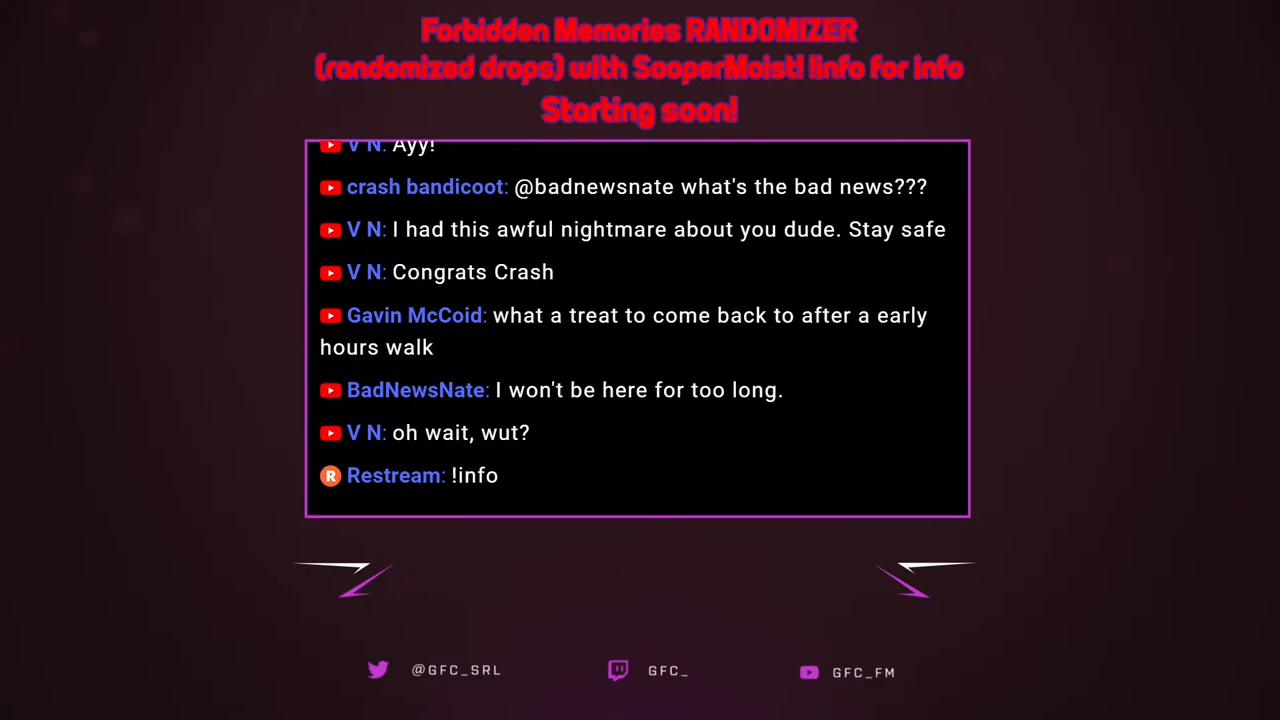 Forbidden Memories RANDOMIZER
(randomized drops) with SooperMoist! !info for info
Starting soon!
V N: Ayy!
crash bandicoot: @badnewsnate what's the bad news???
V N: I had this awful nightmare about you dude. Stay safe
V N: Congrats Crash
Gavin McCoid: what a treat to come back to after a early
hours walk
BadNewsNate: I won't be here for too long.
V N: oh wait, wut?
R Restream: !info
@GFC_SRL GFC_ GFC_FM